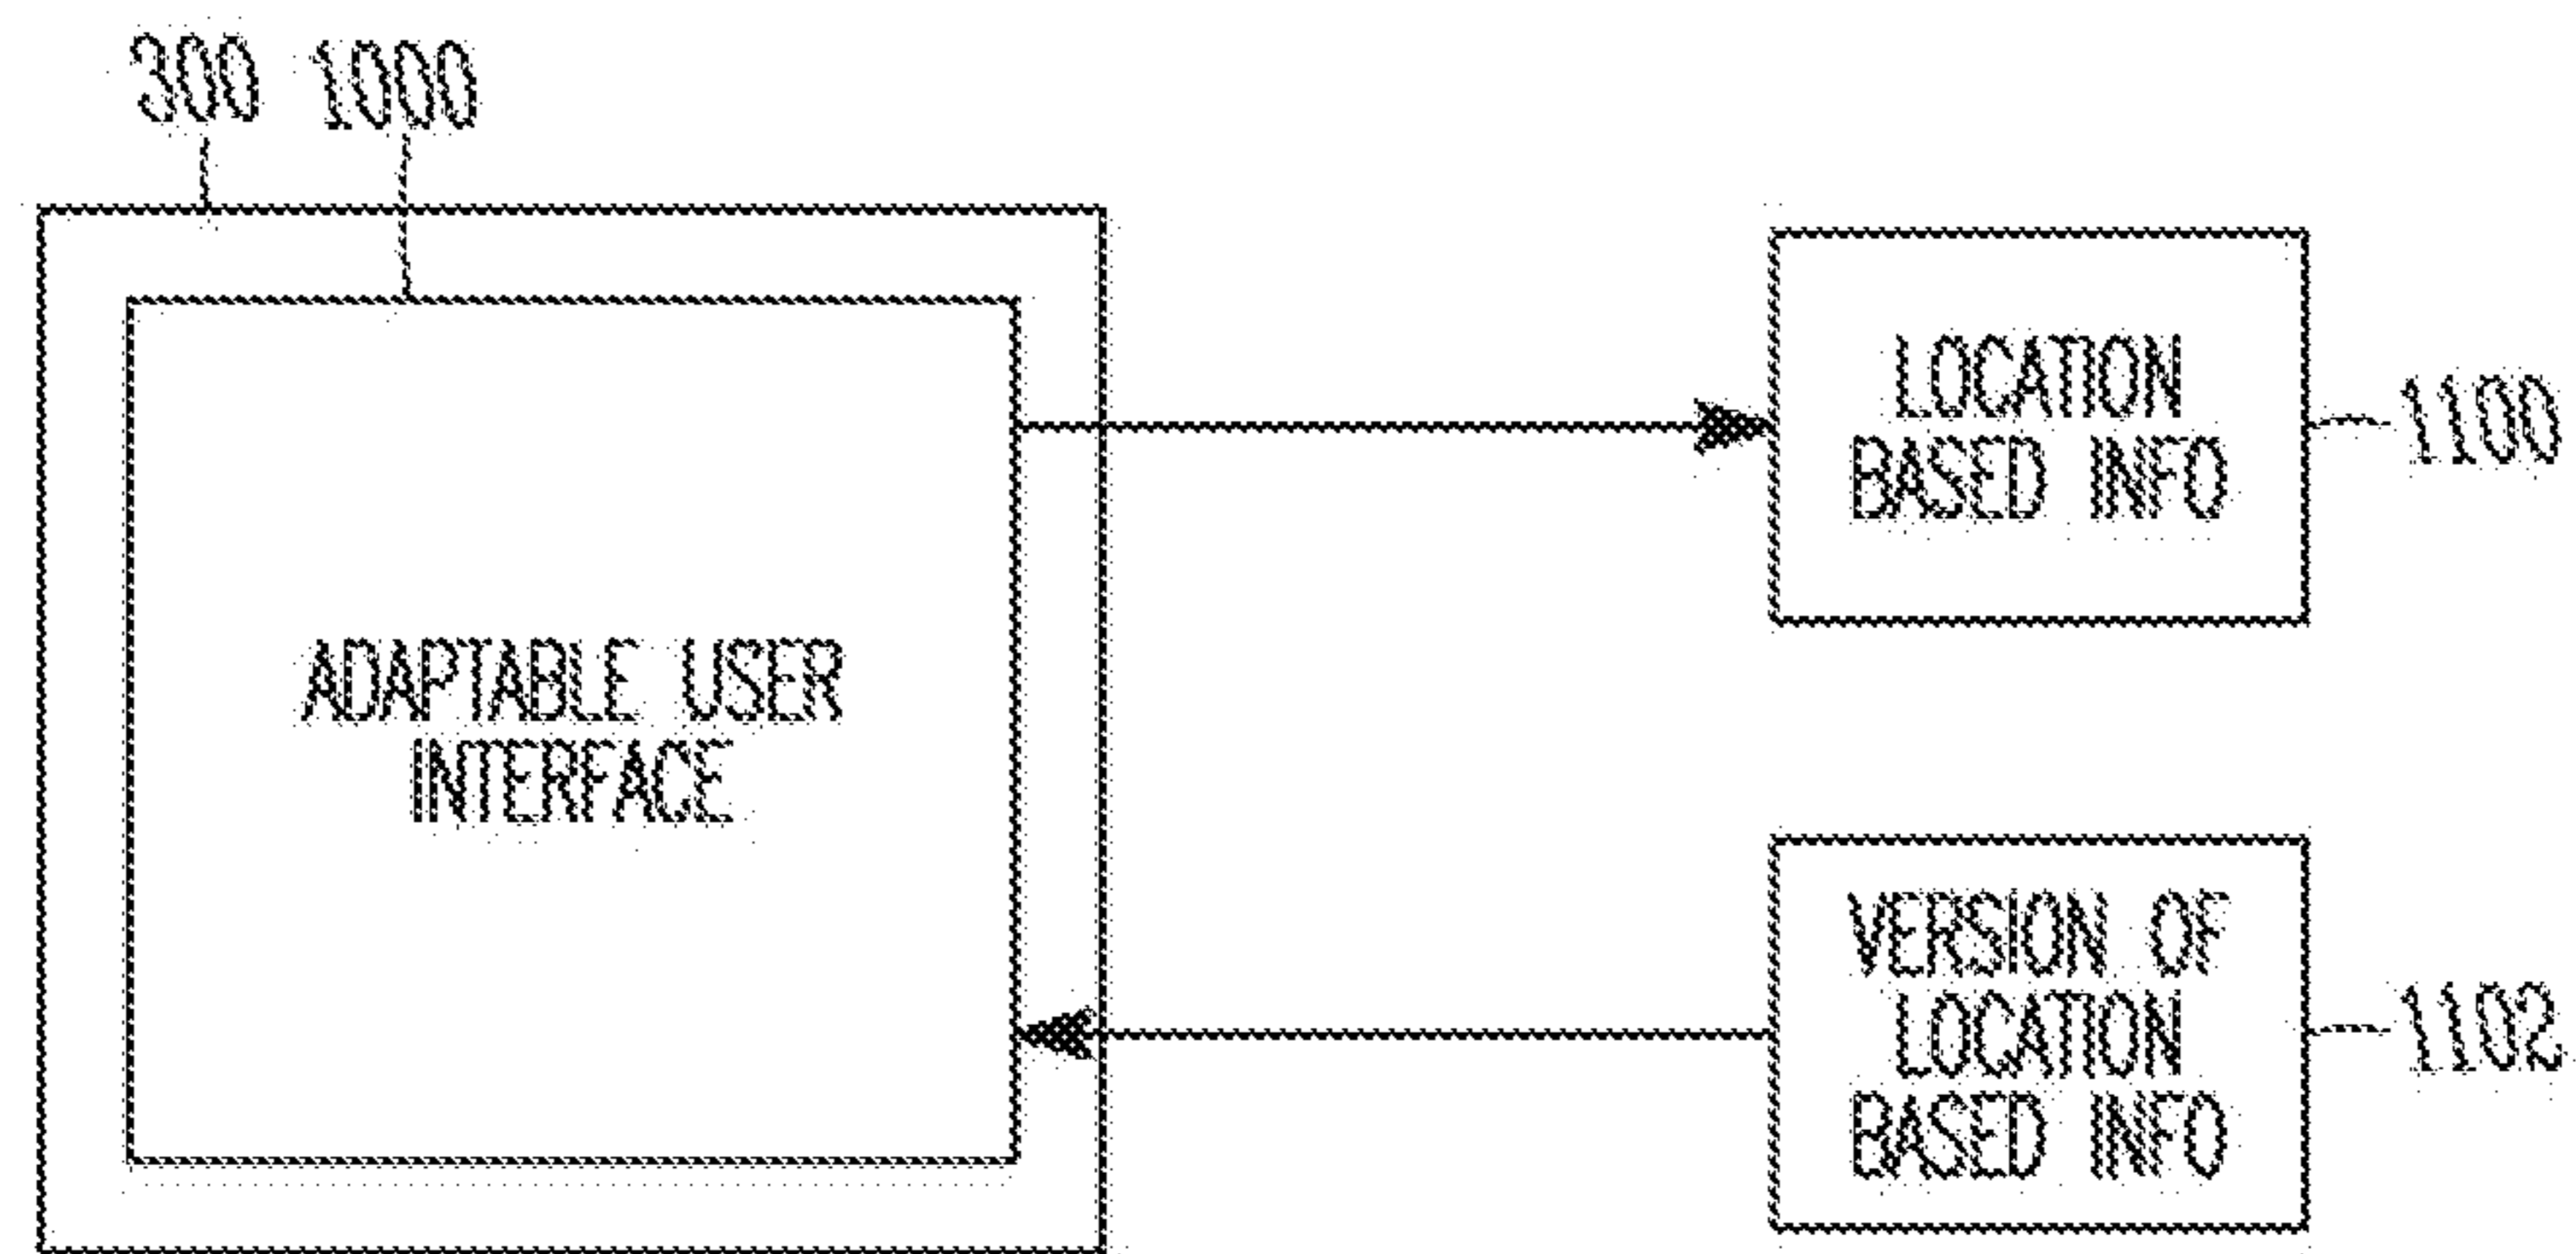 300 1000
LOCATION
BASED INFO
1100
ADAPTABLE USER
INTERFACE
VERSION OF
LOCATION
BASED INFO
1102